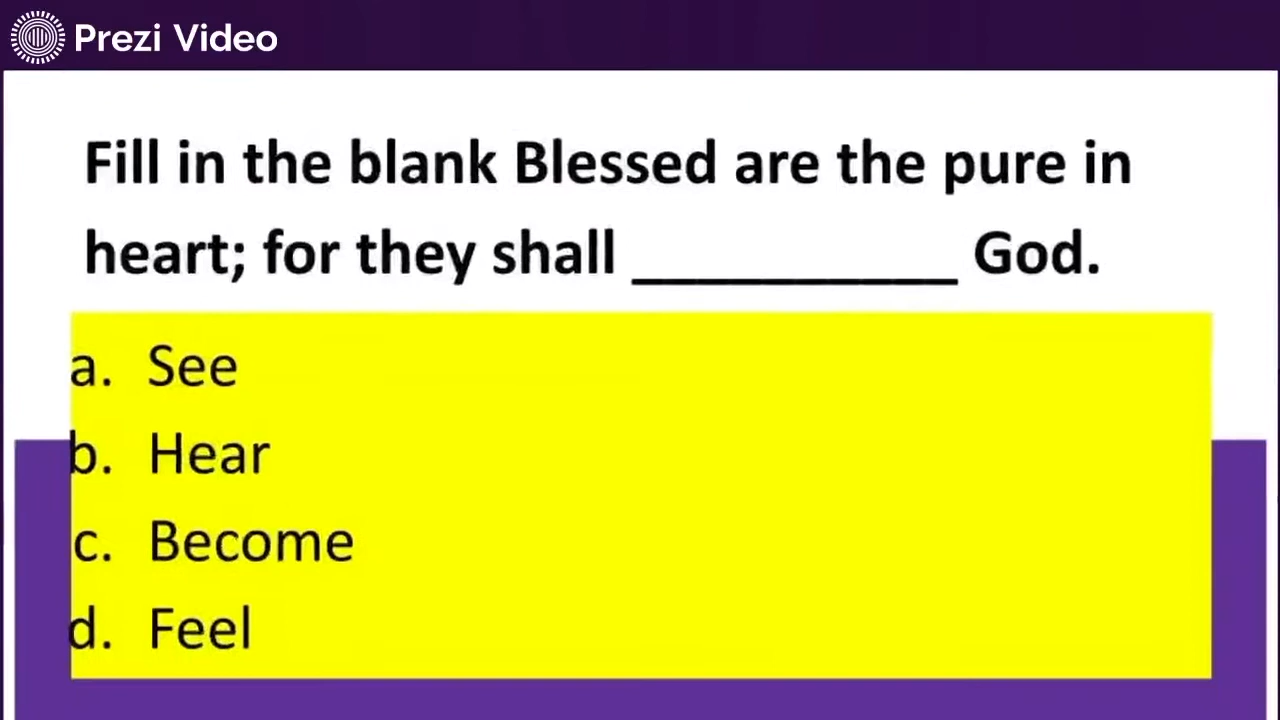 Prezi Video
Fill in the blank Blessed are the pure in
heart; for they shall __________ God.
a. See
b. Hear
c. Become
d. Feel